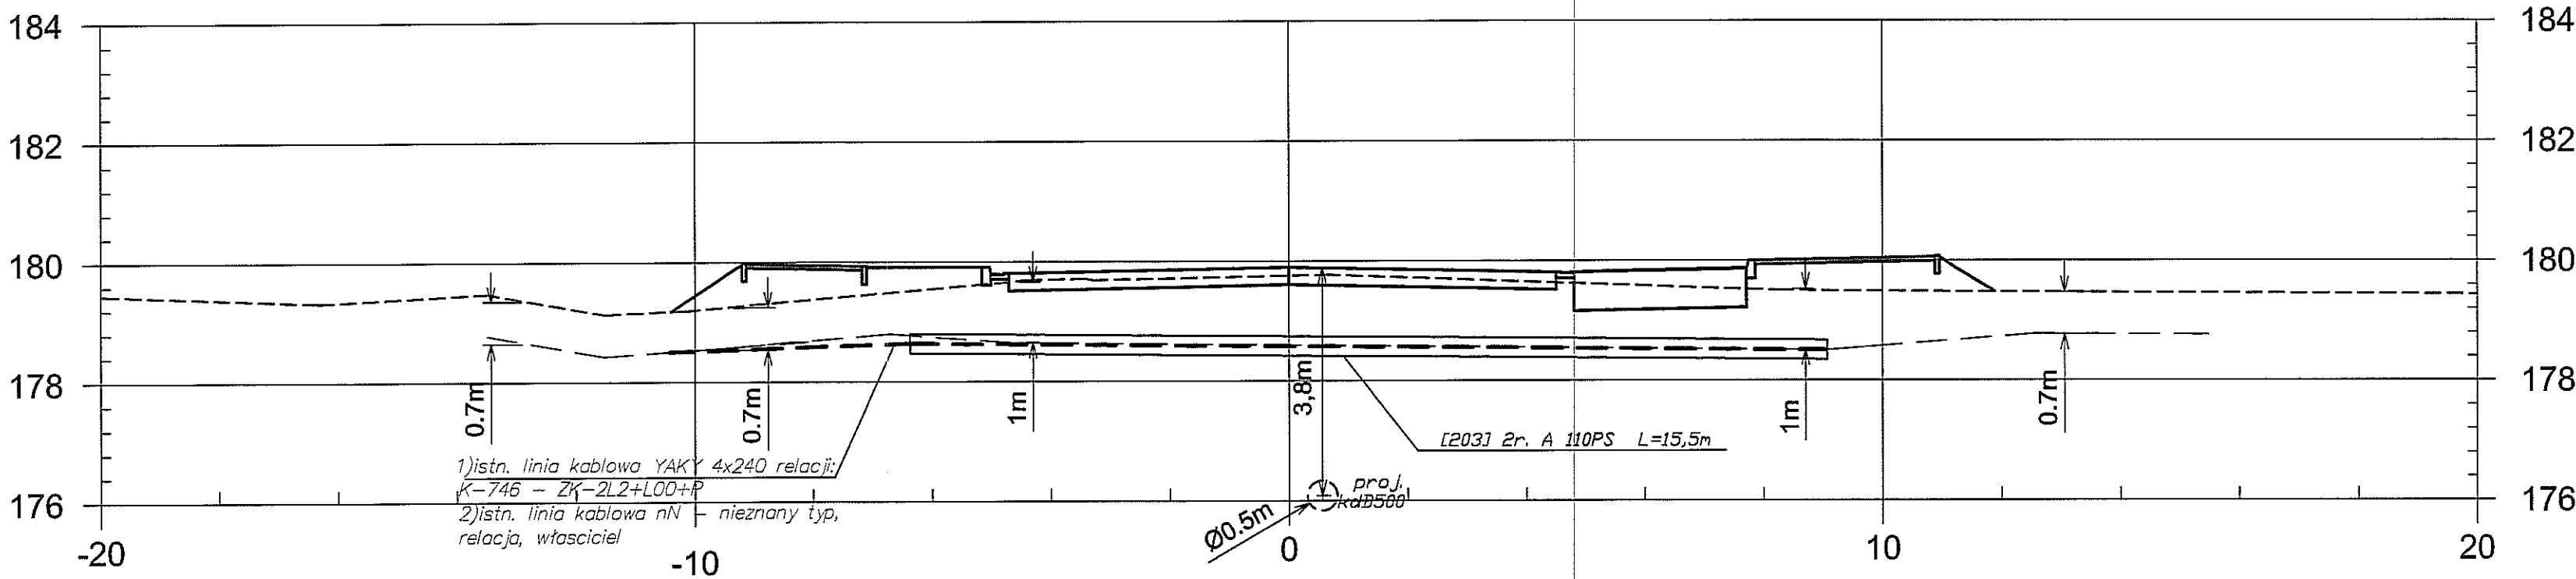 184
184
182
182
180
180
178
178
176
176
0.7m
0.7m
1m
3,8m
1m
0.7m
[203] 2r. A 110PS L=15,5m
1)istn. linia kablowa YAKY 4x240 relacji:
K-746 - ZK-2L2+L00+P
2)istn. linia kablowa nN - nieznany typ,
relacja, własciciel
proj.
kdD500
Ø0.5m
-20
-10
0
10
20